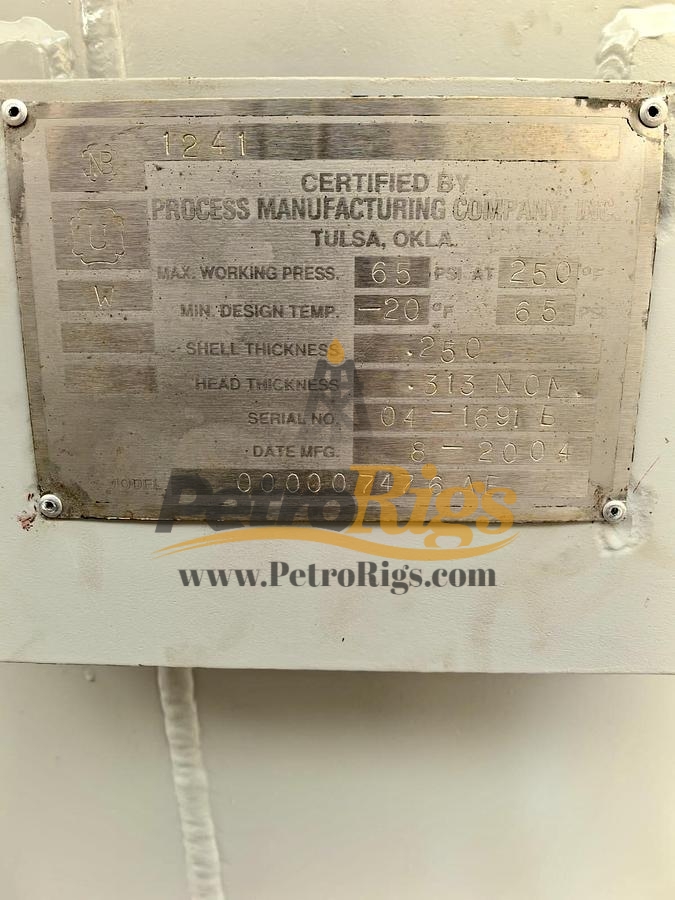 NB 1241
CERTIFIED BY
PROCESS MANUFACTURING COMPANY, INC.
U
TULSA, OKLA.
MAX. WORKING PRESS. 65 PSI AT 250 °F
W
MIN. DESIGN TEMP. -20 °F 65 PSI
SHELL THICKNESS .250
HEAD THICKNESS .313 NOM.
SERIAL NO. 04-1691
DATE MFG. 8-2004
MODEL
PetroRigs
www.PetroRigs.com